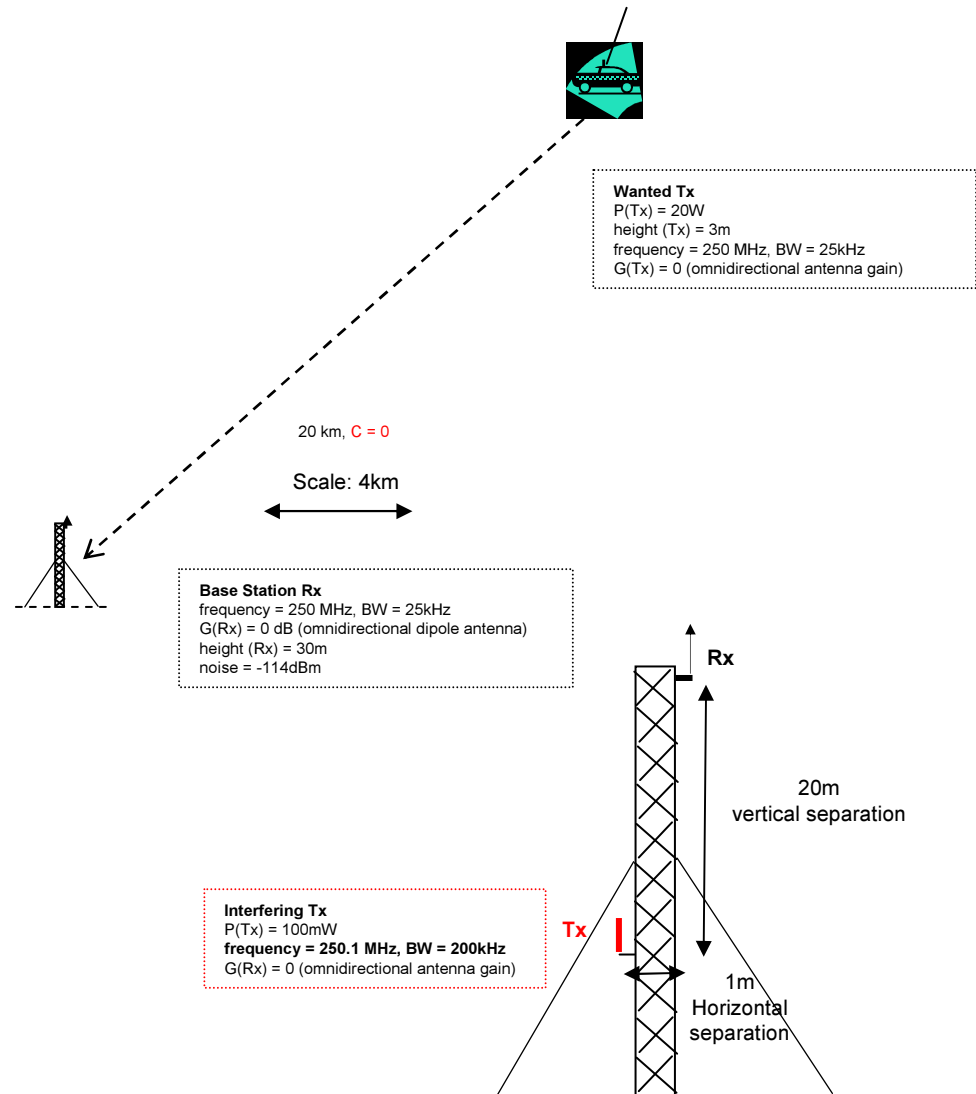 Wanted Tx
P(Tx) = 20W
height (Tx) = 3m
frequency = 250 MHz, BW = 25kHz
G(Tx) = 0 (omnidirectional antenna gain)
20 km, C = 0
Scale: 4km
Base Station Rx
frequency = 250 MHz, BW = 25kHz
G(Rx) = 0 dB (omnidirectional dipole antenna)
height (Rx) = 30m
noise = -114dBm
Rx
20m
vertical separation
Interfering Tx
P(Tx) = 100mW
frequency = 250.1 MHz, BW = 200kHz
G(Rx) = 0 (omnidirectional antenna gain)
Tx
1m
Horizontal
separation